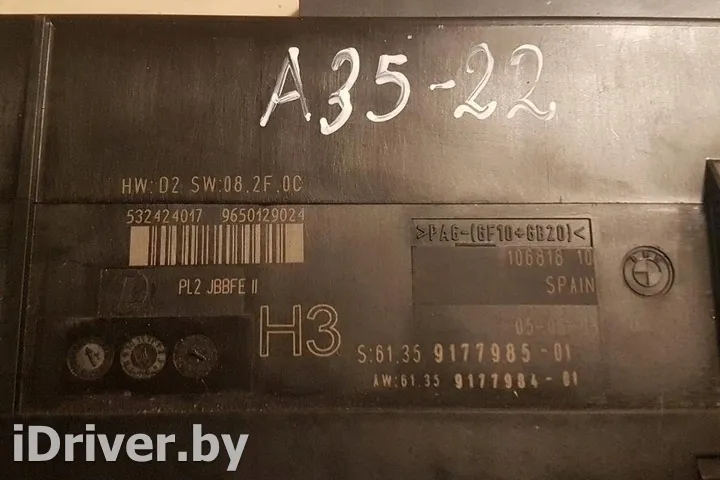 A35-22
HW:D2 SW:08.2F.0C
532424017 9650129024
>PA6-(GF10+GB20)<
106818 10
SPAIN
PL2 JBBFE II
H3
S:61.35 9177985-01
AW:61.35 9177984-01
iDriver.by